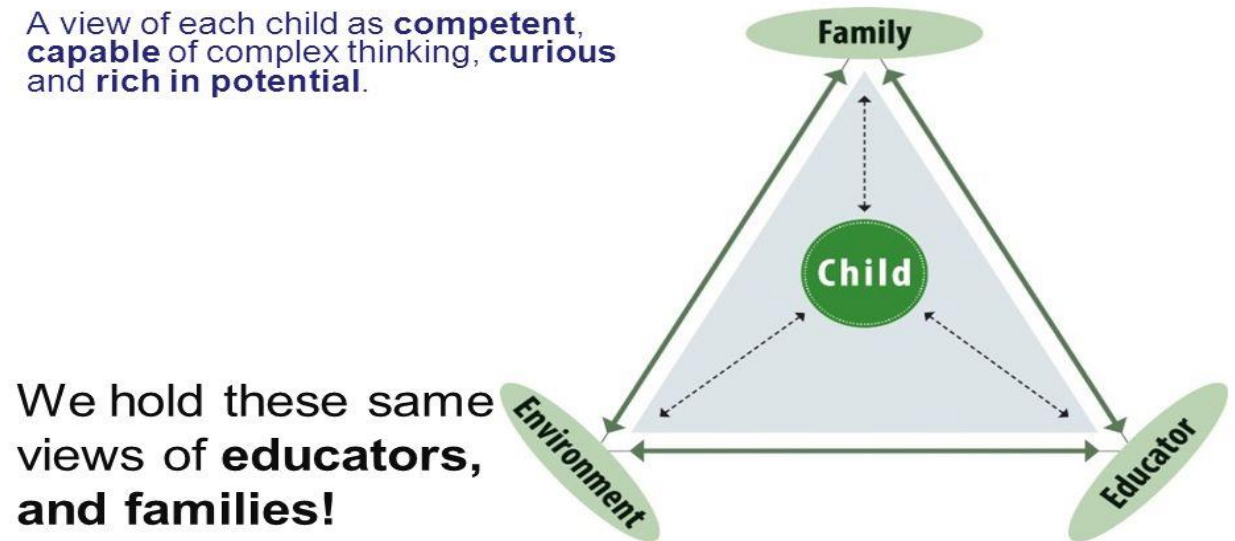 A view of each child as competent,
capable of complex thinking, curious
and rich in potential.
Family
Child
We hold these same
views of educators,
and families!
Environment
Educator